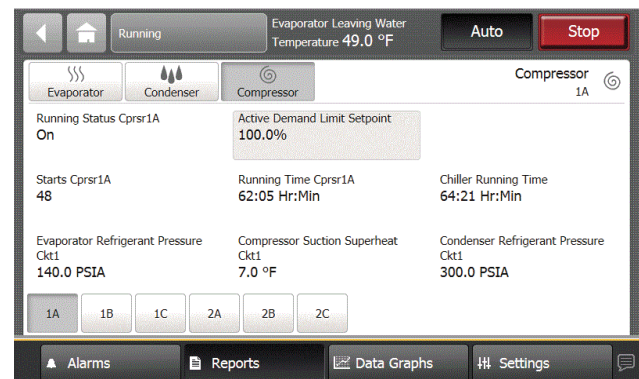 Running
Evaporator Leaving Water
Temperature 49.0 °F
Auto
Stop
Evaporator
Condenser
Compressor
Compressor
1A
Running Status Cprsr1A
On
Active Demand Limit Setpoint
100.0%
Starts Cprsr1A
48
Running Time Cprsr1A
62:05 Hr:Min
Chiller Running Time
64:21 Hr:Min
Evaporator Refrigerant Pressure
Ckt1
140.0 PSIA
Compressor Suction Superheat
Ckt1
7.0 °F
Condenser Refrigerant Pressure
Ckt1
300.0 PSIA
1A
1B
1C
2A
2B
2C
Alarms
Reports
Data Graphs
Settings